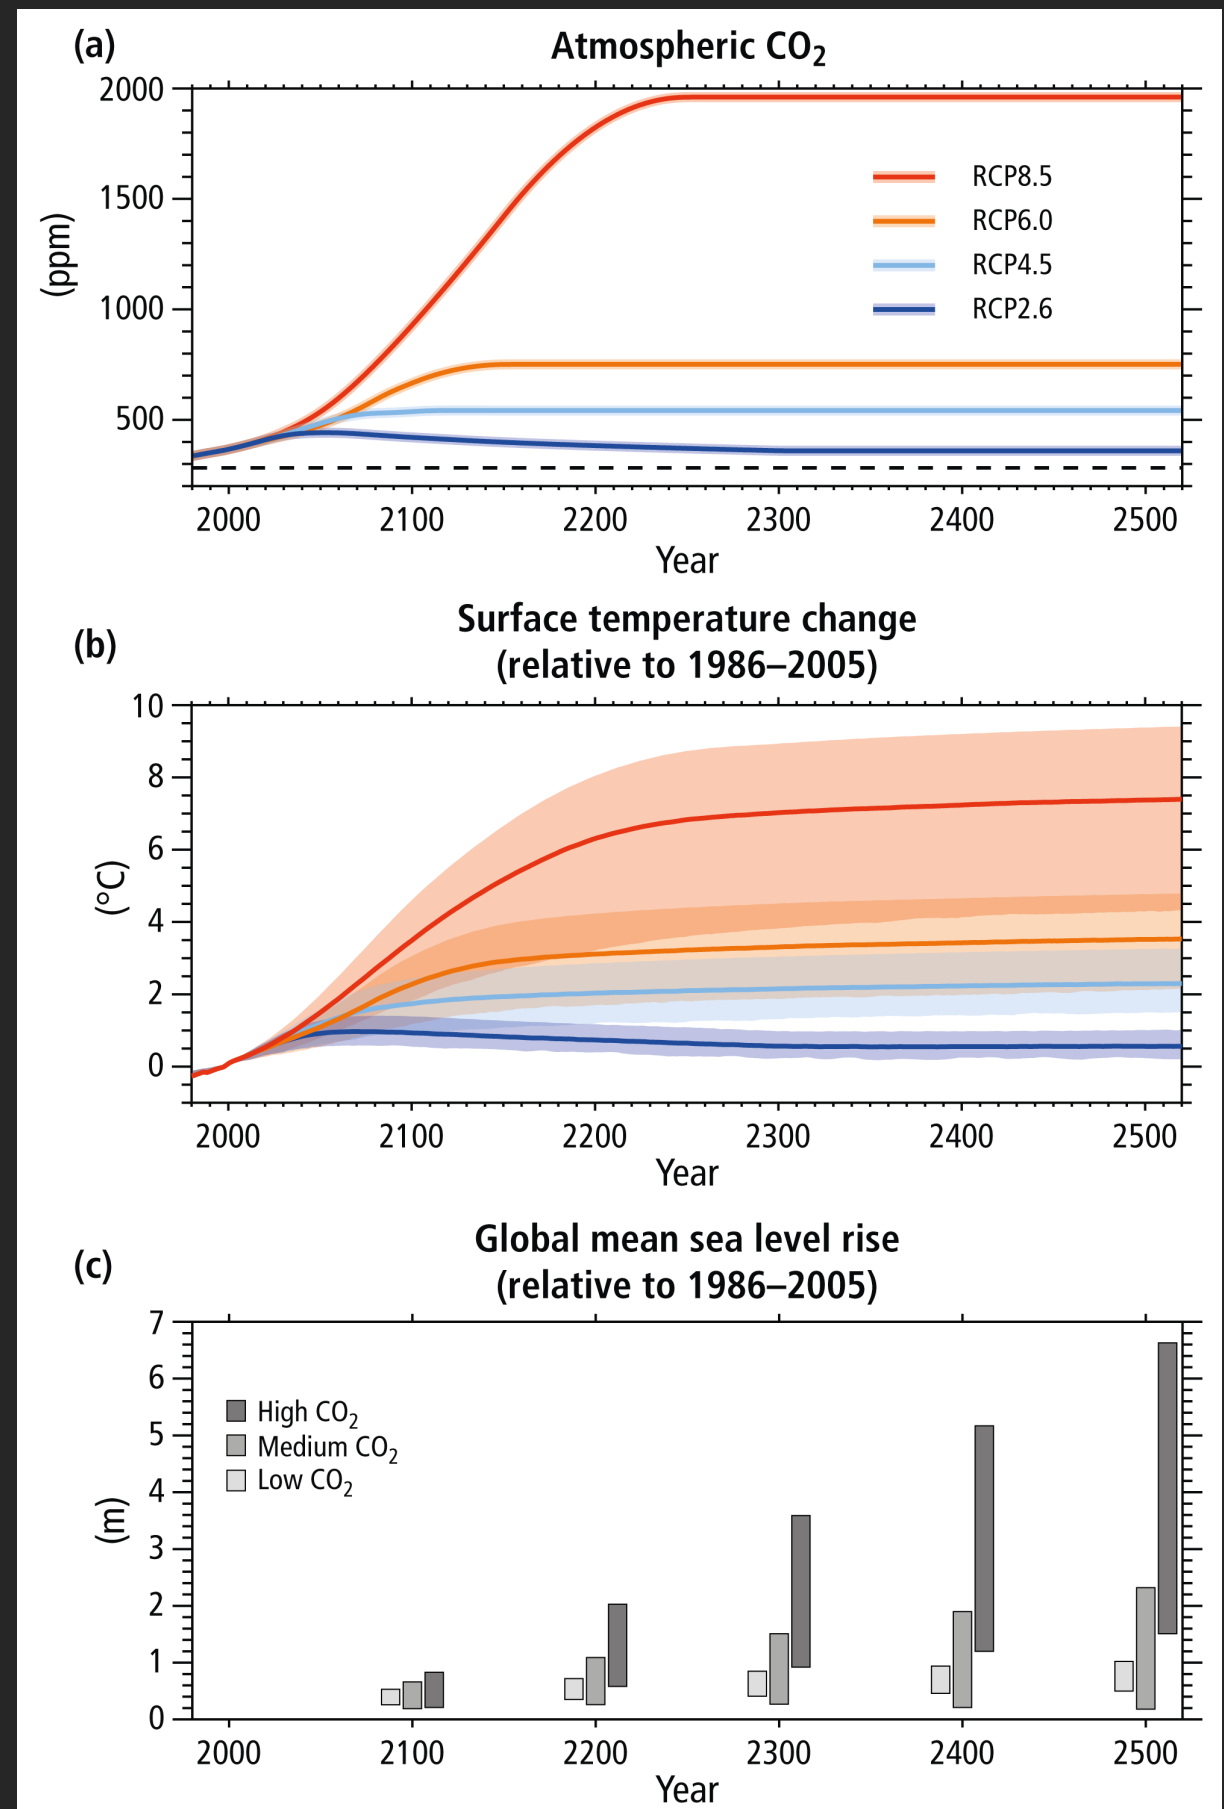 (a)
Atmospheric CO₂
2000
1500
1000
500
(ppm)
RCP8.5
RCP6.0
RCP4.5
RCP2.6
2000 2100 2200 2300 2400 2500
Year
(b)
Surface temperature change
(relative to 1986–2005)
10
8
6
4
2
0
(°C)
2000 2100 2200 2300 2400 2500
Year
(c)
Global mean sea level rise
(relative to 1986–2005)
7
6
5
4
3
2
1
0
(m)
High CO₂
Medium CO₂
Low CO₂
2000 2100 2200 2300 2400 2500
Year